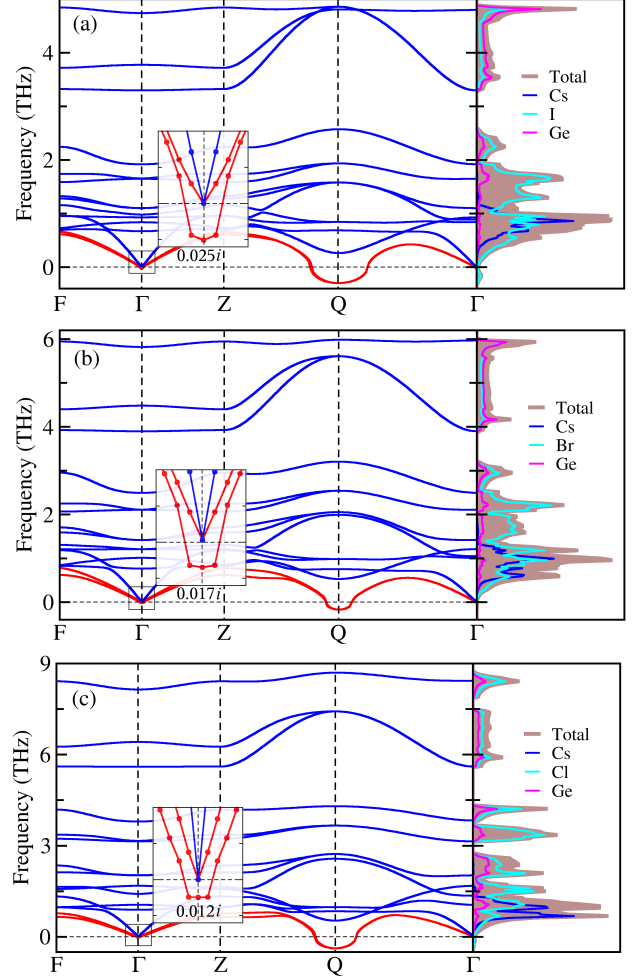 (a)
Frequency (THz)
4
2
0
0.025i
Total
Cs
I
Ge
F Γ Z Q Γ
(b)
Frequency (THz)
6
4
2
0
0.017i
Total
Cs
Br
Ge
F Γ Z Q Γ
(c)
Frequency (THz)
9
6
3
0
0.012i
Total
Cs
Cl
Ge
F Γ Z Q Γ